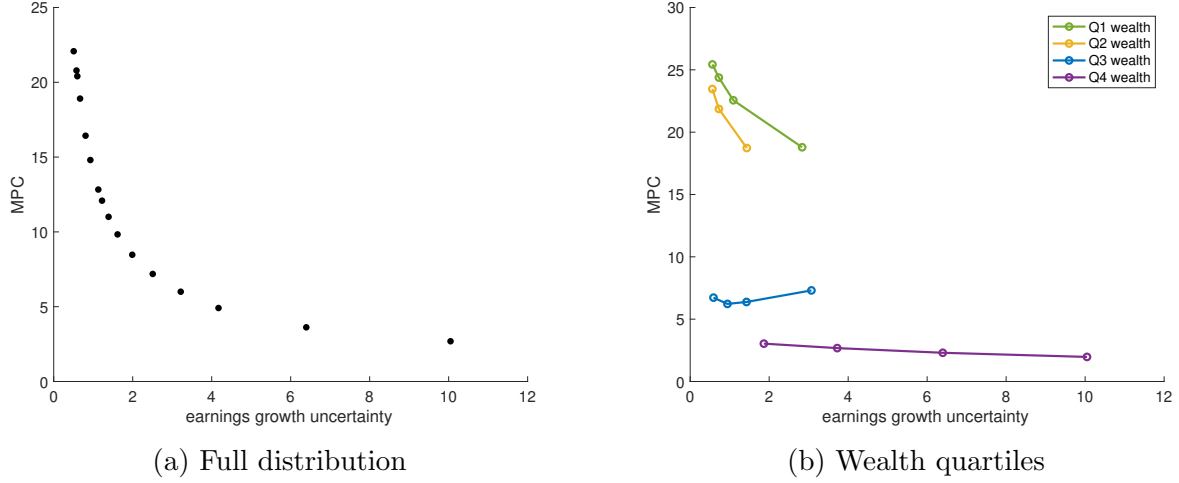 25
20
15
10
5
0
MPC
0 2 4 6 8 10 12
earnings growth uncertainty
(a) Full distribution
30
25
20
15
10
5
0
MPC
0 2 4 6 8 10 12
earnings growth uncertainty
Q1 wealth
Q2 wealth
Q3 wealth
Q4 wealth
(b) Wealth quartiles